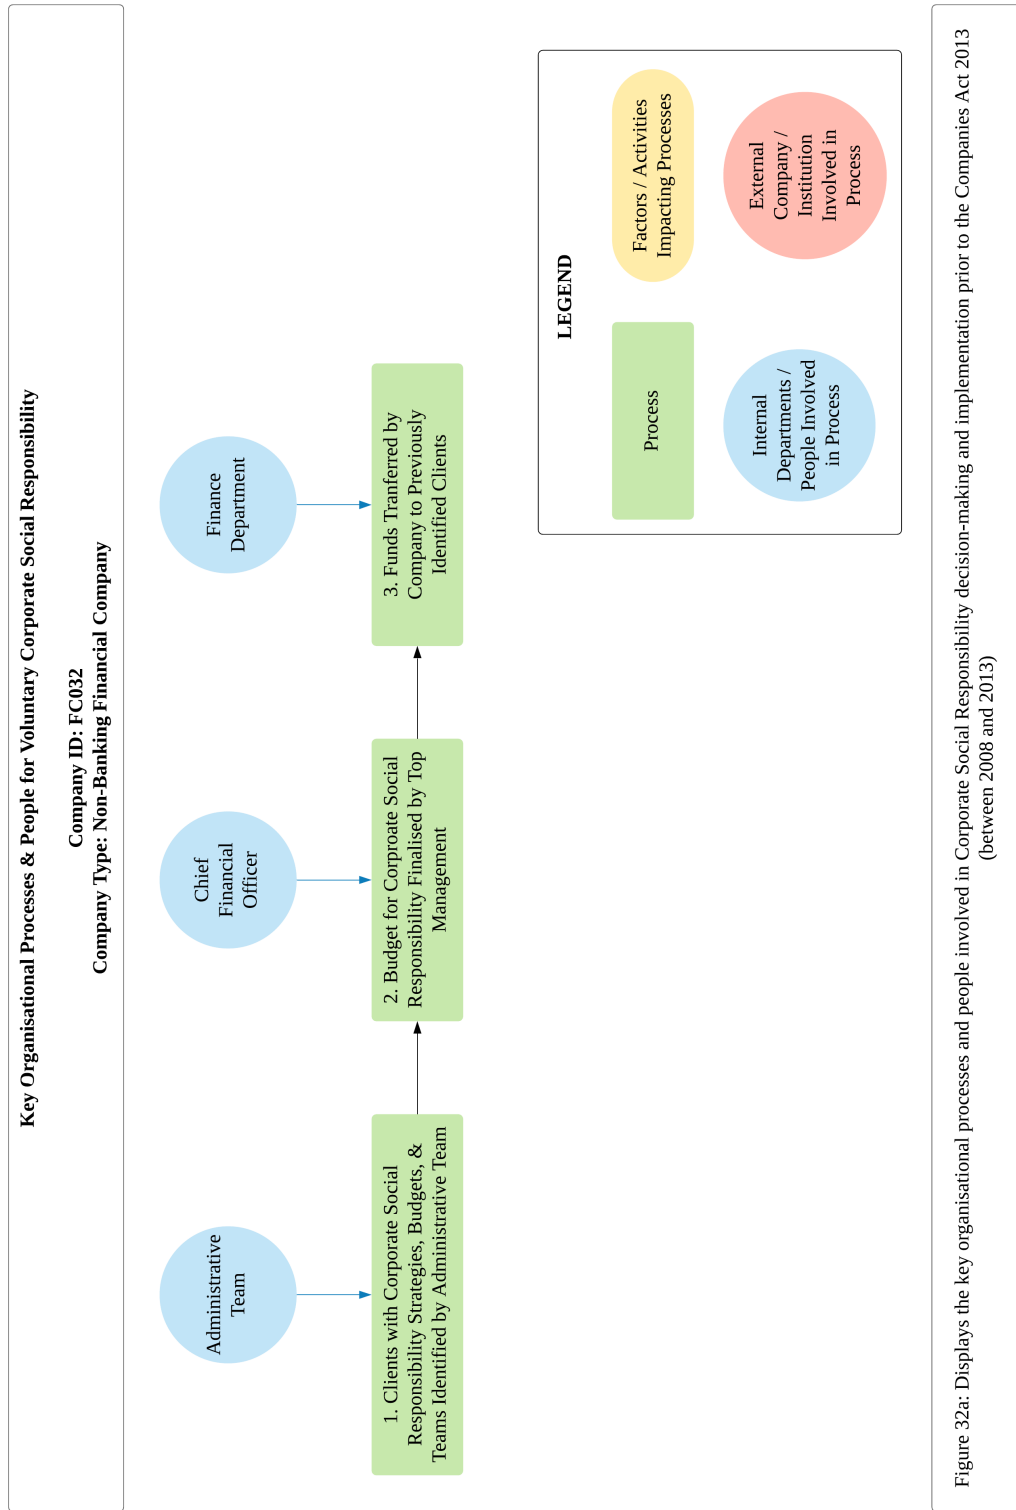 Key Organisational Processes & People for Voluntary Corporate Social Responsibility
Company ID: FC032
Company Type: Non-Banking Financial Company
Administrative
Team
Chief
Financial
Officer
Finance
Department
1. Clients with Corporate Social
Responsibility Strategies, Budgets, &
Teams Identified by Administrative Team
2. Budget for Corproate Social
Responsibility Finalised by Top
Management
3. Funds Tranferred by
Company to Previously
Identified Clients
LEGEND
Process
Factors / Activities
Impacting Processes
Internal
Departments /
People Involved
in Process
External
Company /
Institution
Involved in
Process
Figure 32a: Displays the key organisational processes and people involved in Corporate Social Responsibility decision-making and implementation prior to the Companies Act 2013
(between 2008 and 2013)